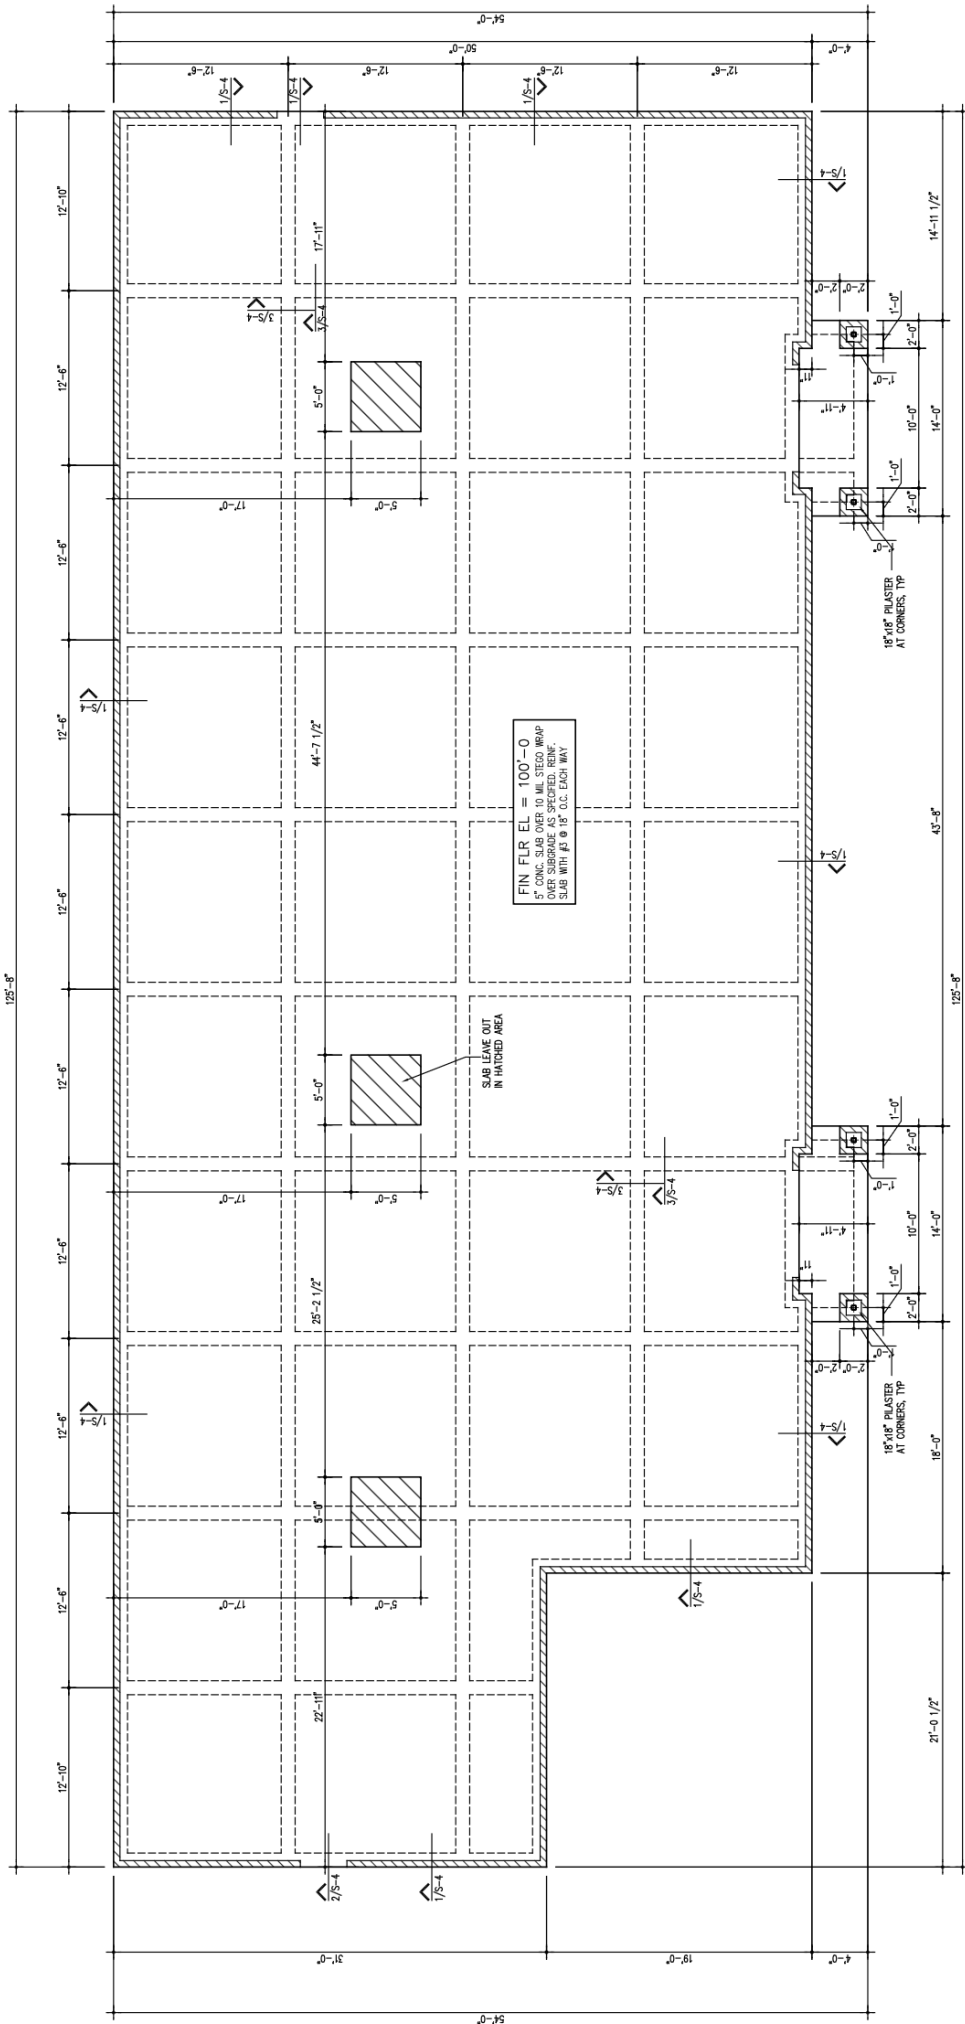 54'-0"
50'-0"
4'-0"
12'-6"
12'-6"
12'-6"
12'-6"
1/S-4
1/S-4
1/S-4
125'-8"
12'-10"
12'-6"
12'-6"
12'-6"
12'-6"
12'-6"
12'-6"
12'-6"
12'-6"
12'-10"
17'-11"
3/S-4
3/S-4
5'-0"
17'-0"
5'-0"
1/S-4
44'-7 1/2"
FIN FLR EL = 100'-0
5" CONC. SLAB OVER 10 MIL STEGO WRAP
OVER SUBGRADE AS SPECIFIED. REINF.
SLAB WITH #3 @ 18" O.C. EACH WAY
SLAB LEAVE OUT
IN HATCHED AREA
5'-0"
17'-0"
5'-0"
3/S-4
3/S-4
25'-2 1/2"
1/S-4
5'-0"
17'-0"
5'-0"
22'-11"
1/S-4
2/S-4
1/S-4
1/S-4
14'-11 1/2"
2'-0"
2'-0"
1'-0"
2'-0"
1'-0"
11"
4'-11"
10'-0"
14'-0"
1'-0"
2'-0"
1'-0"
18"x18" PILASTER
AT CORNERS, TYP
1/S-4
43'-8"
125'-8"
1'-0"
2'-0"
1'-0"
4'-11"
10'-0"
14'-0"
11"
1'-0"
2'-0"
1'-0"
2'-0"
2'-0"
18"x18" PILASTER
AT CORNERS, TYP
1/S-4
18'-0"
21'-0 1/2"
31'-0"
19'-0"
4'-0"
54'-0"